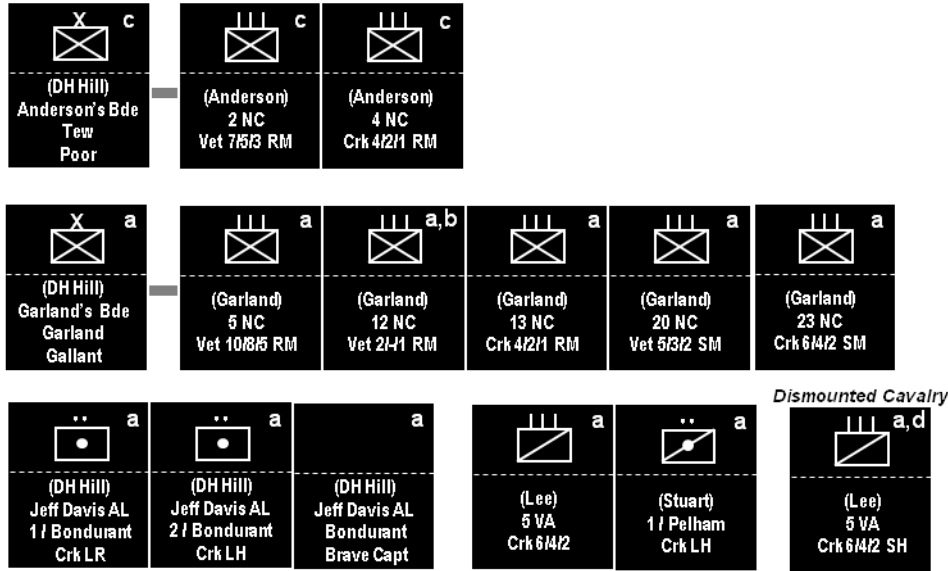 c
(DH Hill)
Anderson's Bde
Tew
Poor
c
(Anderson)
2 NC
Vet 7/5/3 RM
c
(Anderson)
4 NC
Crk 4/2/1 RM
a
(DH Hill)
Garland's Bde
Garland
Gallant
a
(Garland)
5 NC
Vet 10/8/5 RM
a,b
(Garland)
12 NC
Vet 2/-/1 RM
a
(Garland)
13 NC
Crk 4/2/1 RM
a
(Garland)
20 NC
Vet 5/3/2 SM
a
(Garland)
23 NC
Crk 6/4/2 SM
a
(DH Hill)
Jeff Davis AL
1 / Bondurant
Crk LR
a
(DH Hill)
Jeff Davis AL
2 / Bondurant
Crk LH
a
(DH Hill)
Jeff Davis AL
Bondurant
Brave Capt
a
(Lee)
5 VA
Crk 6/4/2
a
(Stuart)
1 / Pelham
Crk LH
Dismounted Cavalry
a,d
(Lee)
5 VA
Crk 6/4/2 SH